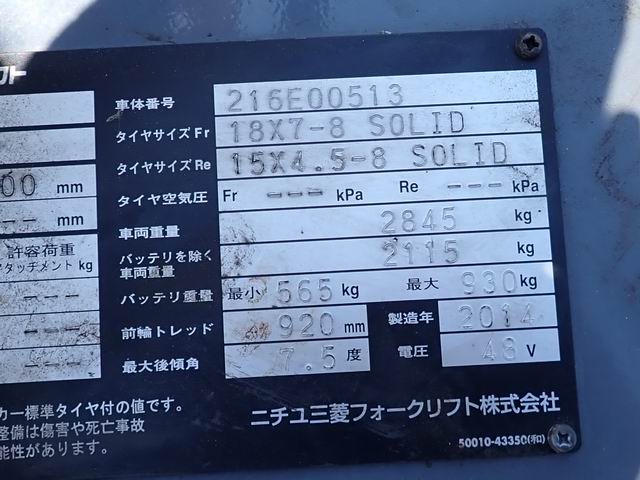 フト
車体番号 216E00513
タイヤサイズ Fr 18X7-8 SOLID
タイヤサイズ Re 15X4.5-8 SOLID
00 mm
タイヤ空気圧 Fr --- kPa Re --- kPa
-- mm
車両重量 2845 kg
許容荷重
アタッチメント kg
バッテリを除く
車両重量 2115 kg
---
バッテリ重量 最小 565 kg 最大 930 kg
---
前輪トレッド 920 mm 製造年 2014
---
最大後傾角 7.5 度 電圧 48 V
カー標準タイヤ付の値です。
整備は傷害や死亡事故
能性があります。
ニチユ三菱フォークリフト株式会社
50010-43350(和)